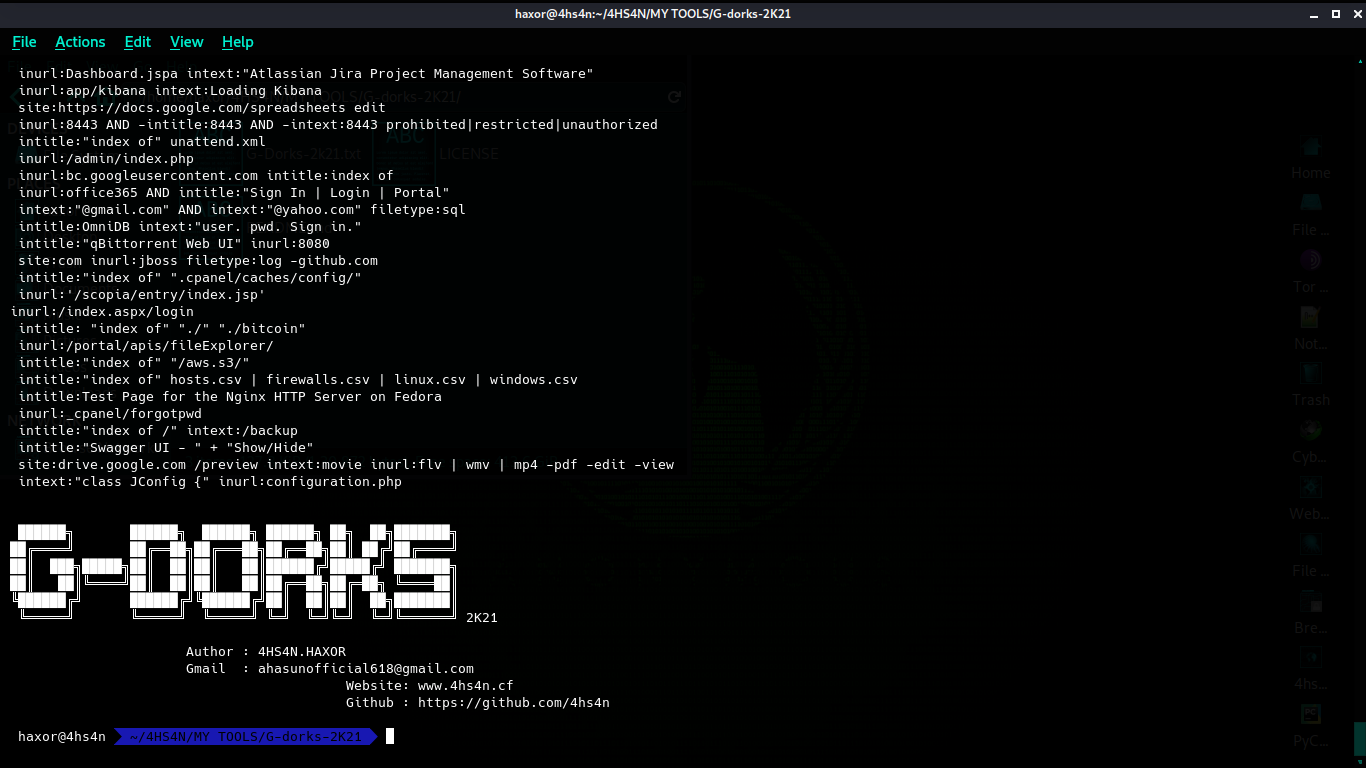 haxor@4hs4n:~/4HS4N/MY TOOLS/G-dorks-2K21
File Actions Edit View Help
inurl:Dashboard.jspa intext:"Atlassian Jira Project Management Software"
inurl:app/kibana intext:Loading Kibana
site:https://docs.google.com/spreadsheets edit
inurl:8443 AND -intitle:8443 AND -intext:8443 prohibited|restricted|unauthorized
intitle:"index of" unattend.xml
inurl:/admin/index.php
inurl:bc.googleusercontent.com intitle:index of
inurl:office365 AND intitle:"Sign In | Login | Portal"
intext:"@gmail.com" AND intext:"@yahoo.com" filetype:sql
intitle:OmniDB intext:"user. pwd. Sign in."
intitle:"qBittorrent Web UI" inurl:8080
site:com inurl:jboss filetype:log -github.com
intitle:"index of" ".cpanel/caches/config/"
inurl:'/scopia/entry/index.jsp'
inurl:/index.aspx/login
intitle: "index of" "./" "./bitcoin"
inurl:/portal/apis/fileExplorer/
intitle:"index of" "/aws.s3/"
intitle:"index of" hosts.csv | firewalls.csv | linux.csv | windows.csv
intitle:Test Page for the Nginx HTTP Server on Fedora
inurl:_cpanel/forgotpwd
intitle:"index of /" intext:/backup
intitle:"Swagger UI - " + "Show/Hide"
site:drive.google.com /preview intext:movie inurl:flv | wmv | mp4 -pdf -edit -view
intext:"class JConfig {" inurl:configuration.php
G-DORKS 2K21
Author : 4HS4N.HAXOR
Gmail : ahasunofficial618@gmail.com
Website: www.4hs4n.cf
Github : https://github.com/4hs4n
haxor@4hs4n ~/4HS4N/MY TOOLS/G-dorks-2K21
G-Dorks-2k21.txt
LICENSE
Home
File ...
Tor ...
Not...
Trash
Cyb...
Web...
File ...
Bre...
4hs...
PyC...